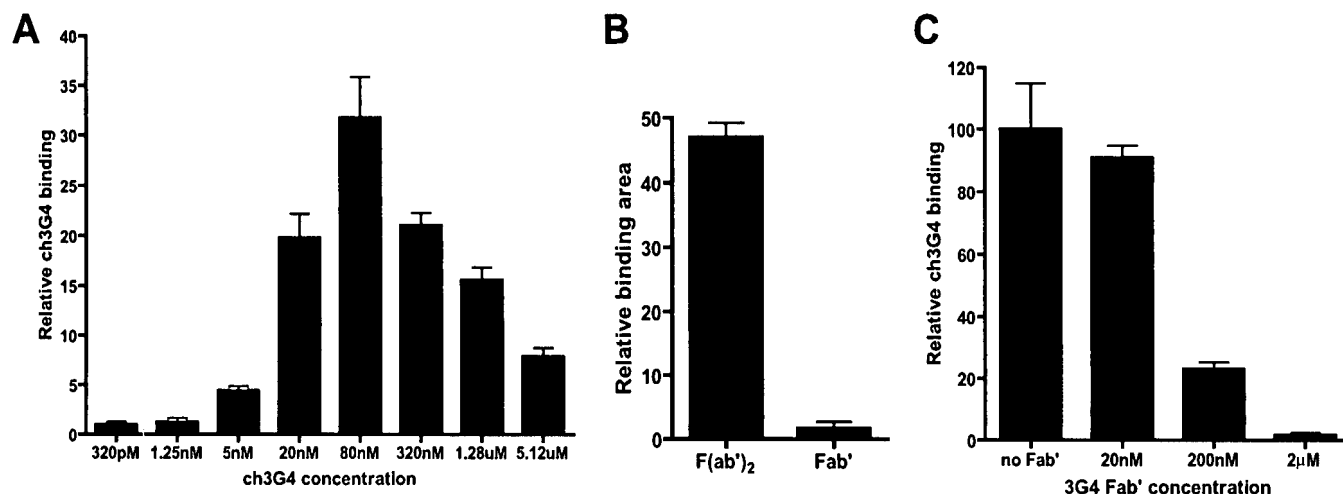 A
Relative ch3G4 binding
40
35
30
25
20
15
10
5
0
320pM 1.25nM 5nM 20nM 80nM 320nM 1.28uM 5.12uM
ch3G4 concentration
B
Relative binding area
50
40
30
20
10
0
F(ab')2 Fab'
C
Relative ch3G4 binding
120
100
80
60
40
20
0
no Fab' 20nM 200nM 2μM
3G4 Fab' concentration